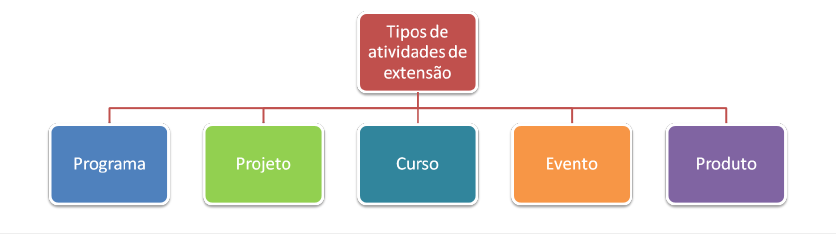 Tipos de
atividades de
extensão
Programa
Projeto
Curso
Evento
Produto